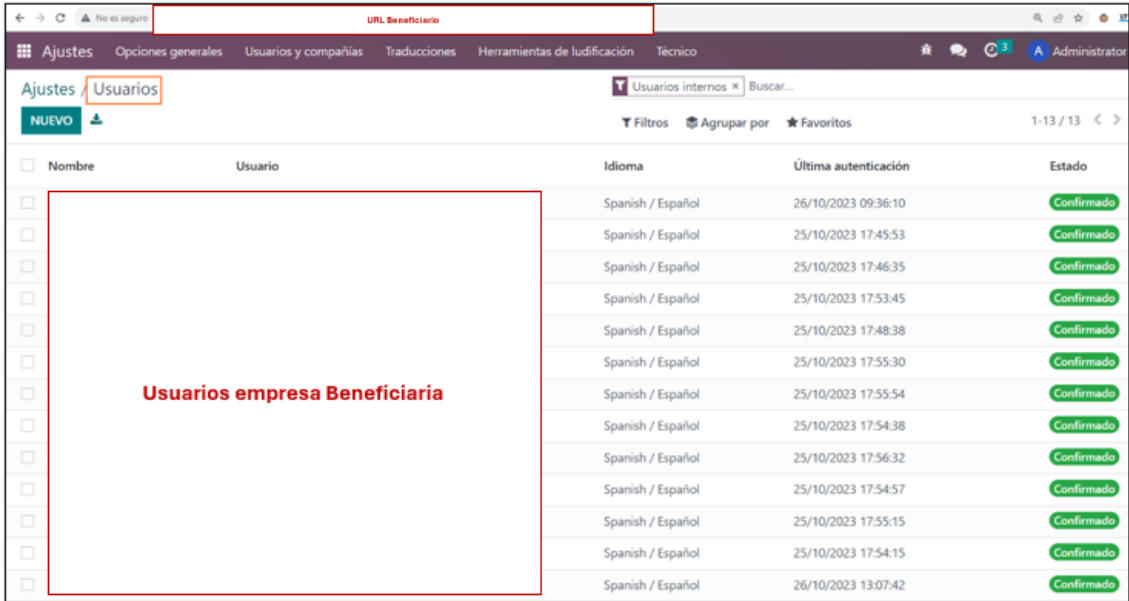 No es seguro URL Beneficiario
Ajustes Opciones generales Usuarios y compañías Traducciones Herramientas de ludificación Técnico 3 A Administrator
Ajustes / Usuarios Usuarios internos × Buscar...
NUEVO Filtros Agrupar por Favoritos 1-13 / 13
Nombre Usuario Idioma Última autenticación Estado
Spanish / Español 26/10/2023 09:36:10 Confirmado
Spanish / Español 25/10/2023 17:45:53 Confirmado
Spanish / Español 25/10/2023 17:46:35 Confirmado
Spanish / Español 25/10/2023 17:53:45 Confirmado
Spanish / Español 25/10/2023 17:48:38 Confirmado
Spanish / Español 25/10/2023 17:55:30 Confirmado
Usuarios empresa Beneficiaria Spanish / Español 25/10/2023 17:55:54 Confirmado
Spanish / Español 25/10/2023 17:54:38 Confirmado
Spanish / Español 25/10/2023 17:56:32 Confirmado
Spanish / Español 25/10/2023 17:54:57 Confirmado
Spanish / Español 25/10/2023 17:55:15 Confirmado
Spanish / Español 25/10/2023 17:54:15 Confirmado
Spanish / Español 26/10/2023 13:07:42 Confirmado